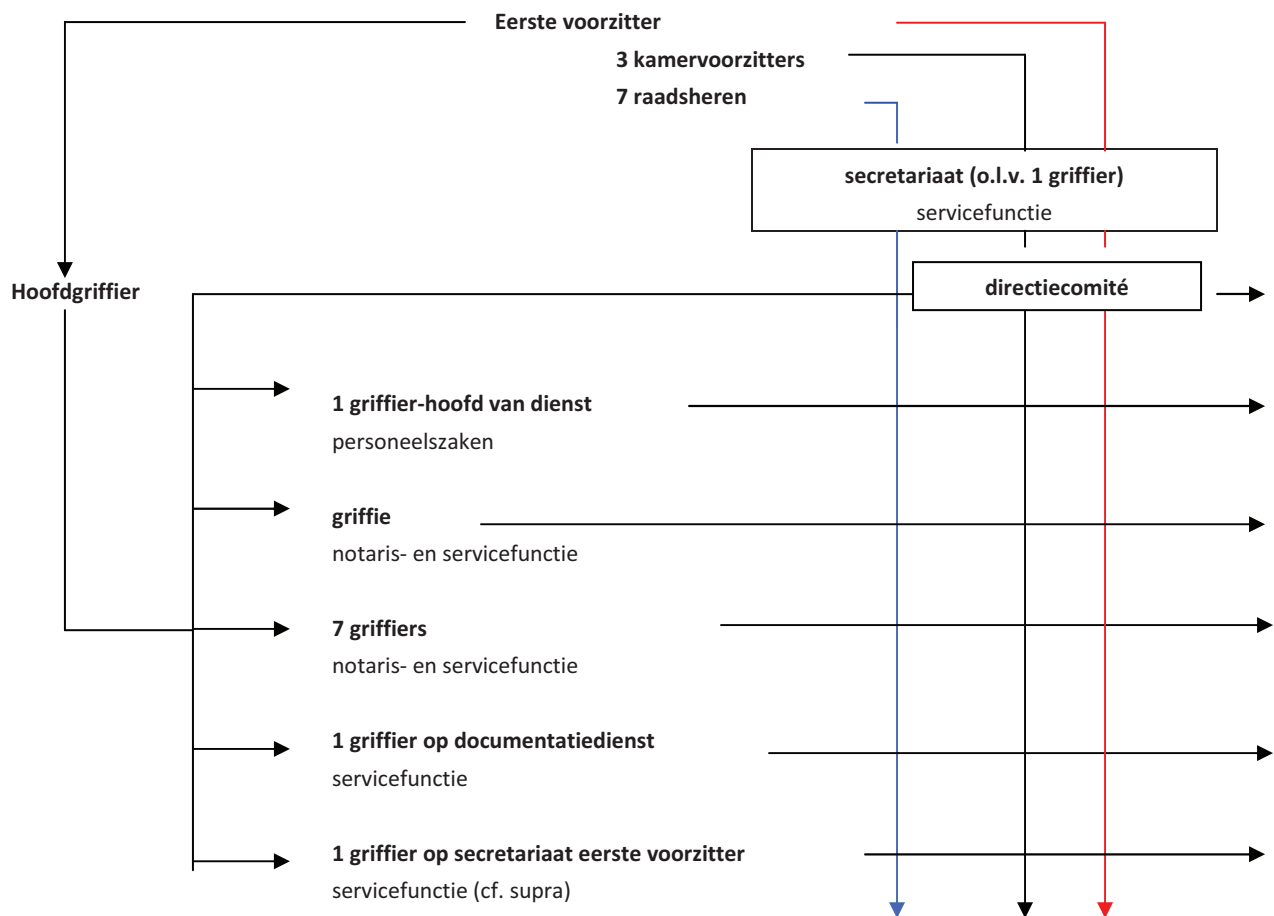 Eerste voorzitter
3 kamervoorzitters
7 raadsheren
secretariaat (o.l.v. 1 griffier)
servicefunctie
Hoofdgriffier
directiecomité
1 griffier-hoofd van dienst
personeelszaken
griffie
notaris- en servicefunctie
7 griffiers
notaris- en servicefunctie
1 griffier op documentatiedienst
servicefunctie
1 griffier op secretariaat eerste voorzitter
servicefunctie (cf. supra)